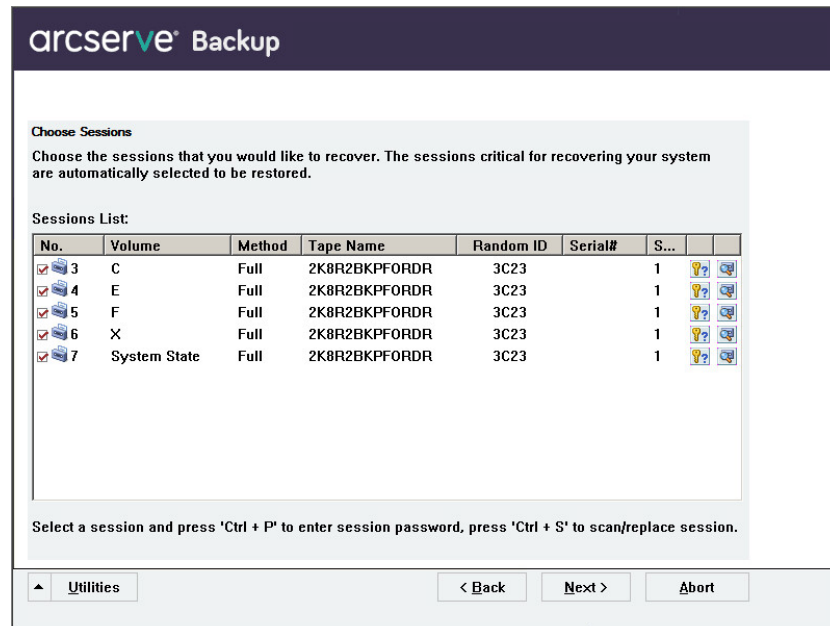 arcserve® Backup
Choose Sessions
Choose the sessions that you would like to recover. The sessions critical for recovering your system
are automatically selected to be restored.
Sessions List:
No. Volume Method Tape Name Random ID Serial# S...
3 C Full 2K8R2BKPFORDR 3C23 1
4 E Full 2K8R2BKPFORDR 3C23 1
5 F Full 2K8R2BKPFORDR 3C23 1
6 X Full 2K8R2BKPFORDR 3C23 1
7 System State Full 2K8R2BKPFORDR 3C23 1
Select a session and press 'Ctrl + P' to enter session password, press 'Ctrl + S' to scan/replace session.
Utilities < Back Next > Abort